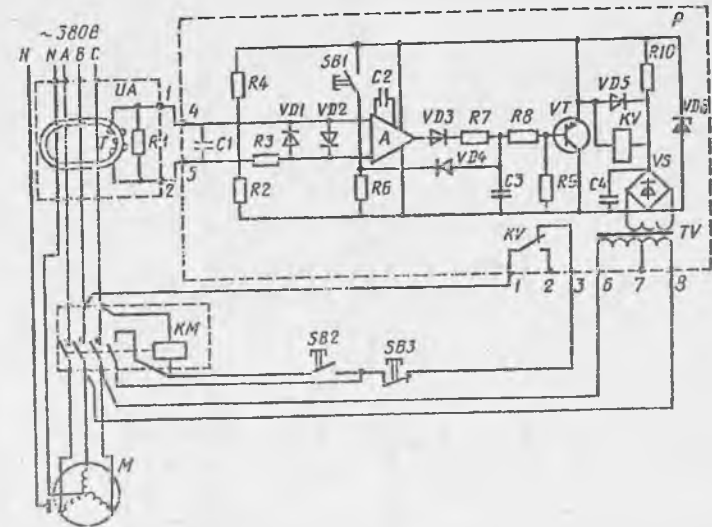 ~380В
N N A B C
P
UA
1
4
T
R1
2
5
C1
R4
R3
R2
VD1
VD2
SB1
C2
A
VD3
R7
R8
VT
VD4
R6
C3
R5
VD5
KV
R10
VD6
VS
C4
TV
KV
1 2 3 6 7 8
KM
SB2
SB3
M